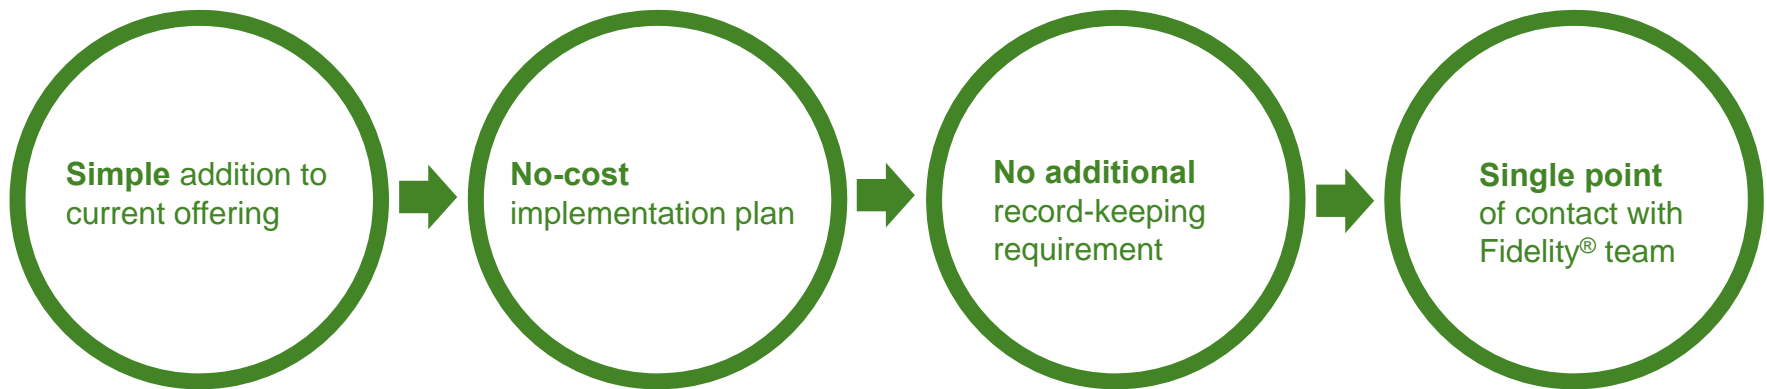 Simple addition to
current offering
No-cost
implementation plan
No additional
record-keeping
requirement
Single point
of contact with
Fidelity® team